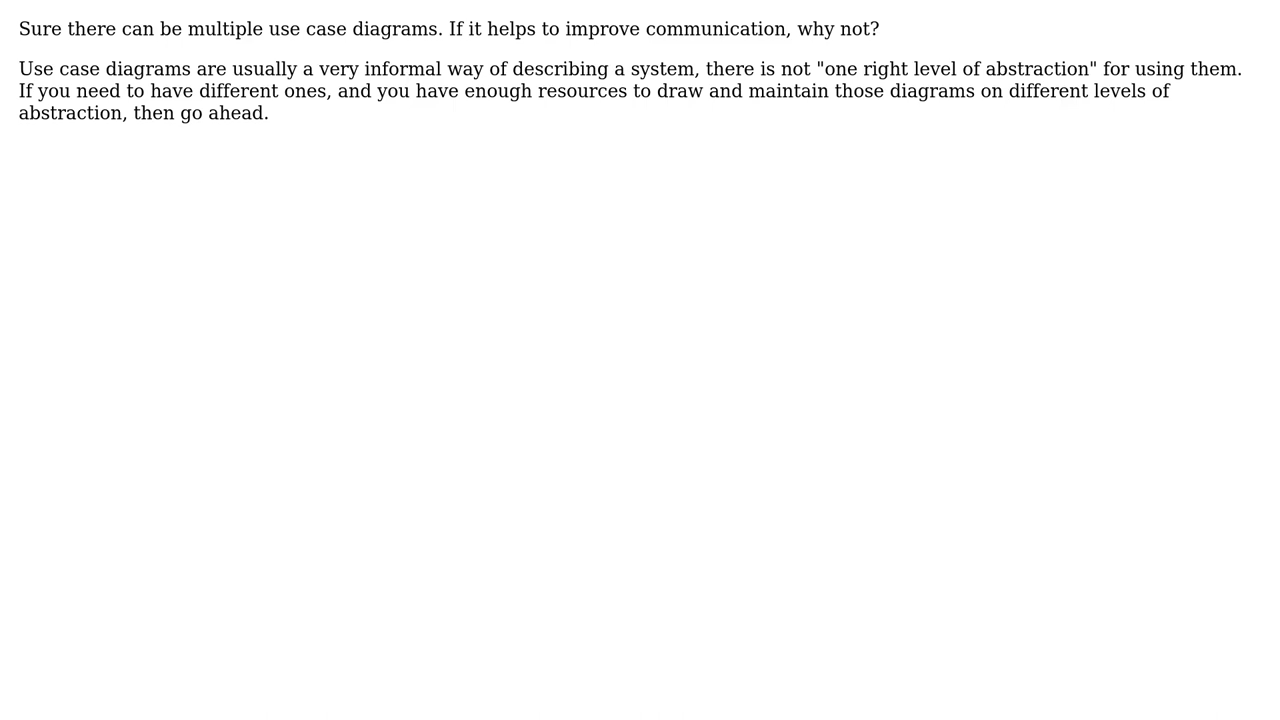 Sure there can be multiple use case diagrams. If it helps to improve communication, why not?
Use case diagrams are usually a very informal way of describing a system, there is not "one right level of abstraction" for using them.
If you need to have different ones, and you have enough resources to draw and maintain those diagrams on different levels of
abstraction, then go ahead.